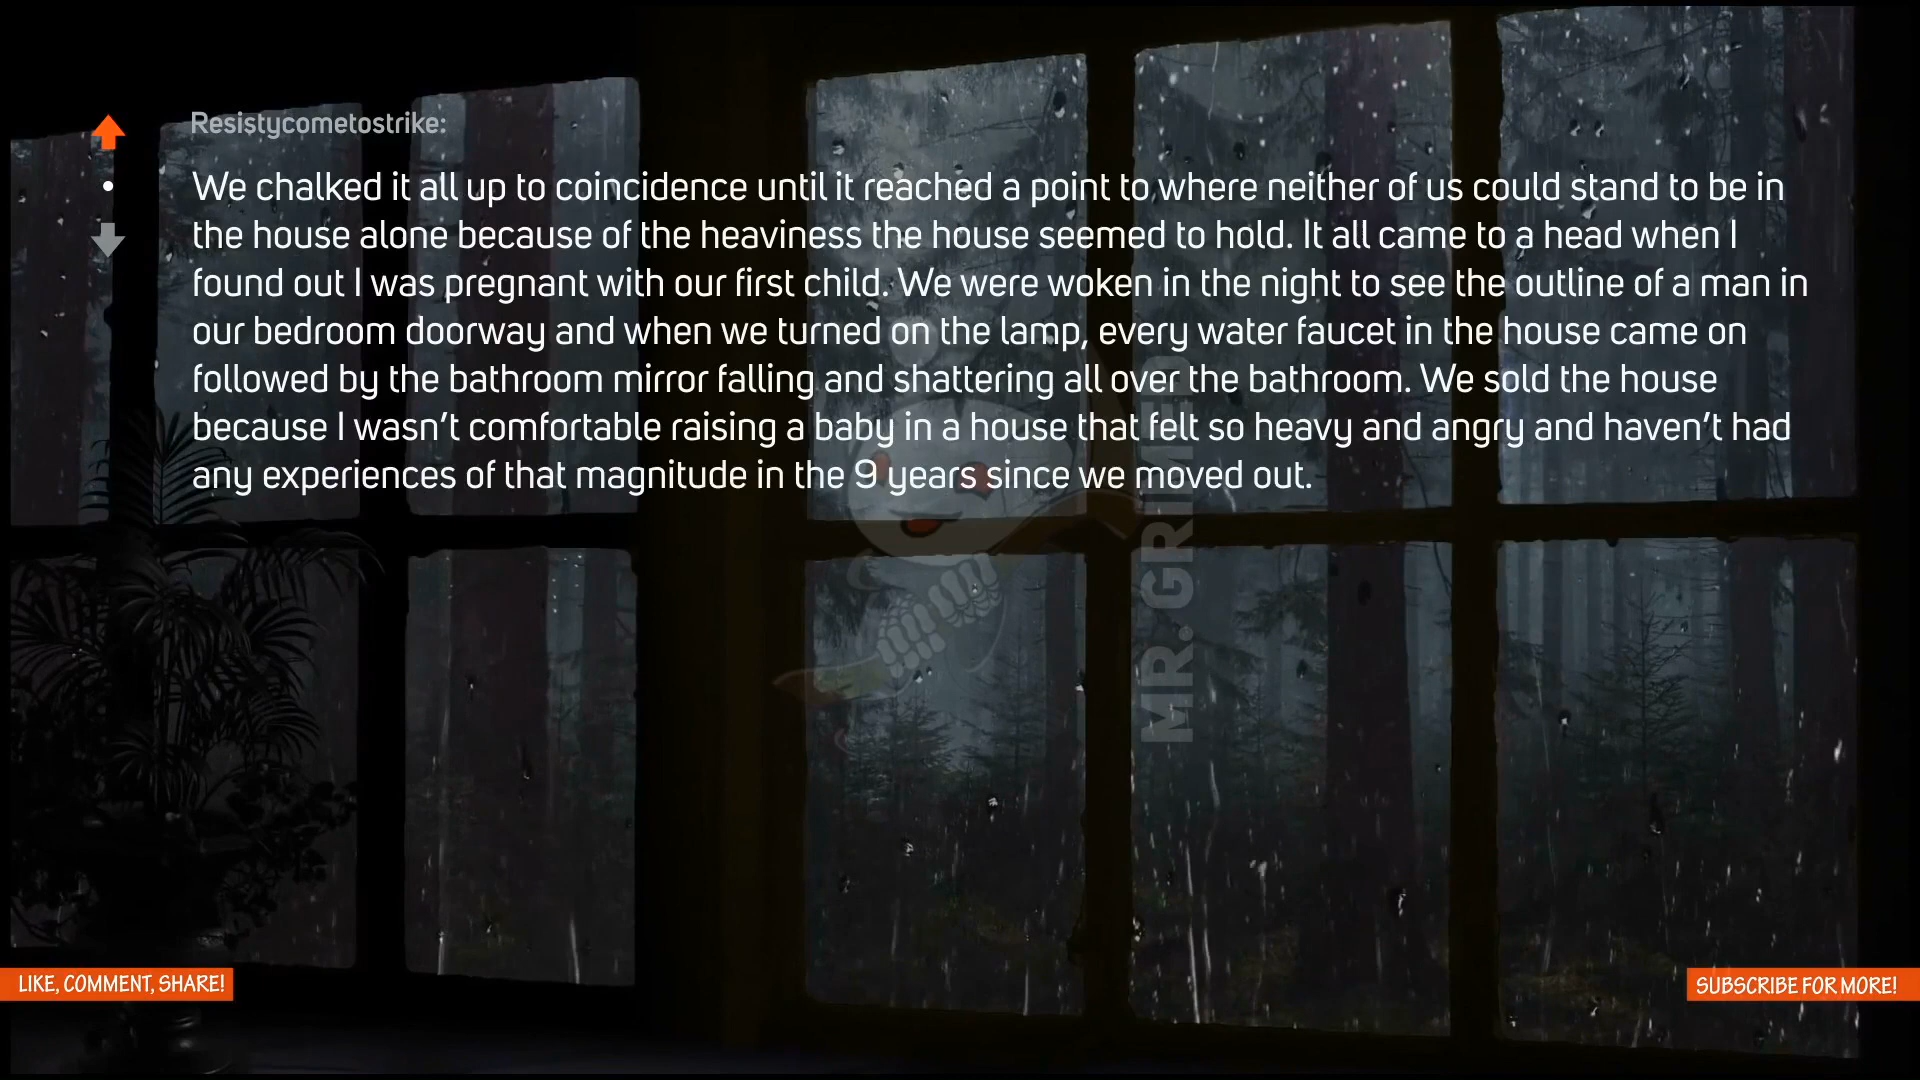 Resistycometostrike:
We chalked it all up to coincidence until it reached a point to where neither of us could stand to be in
the house alone because of the heaviness the house seemed to hold. It all came to a head when I
found out I was pregnant with our first child. We were woken in the night to see the outline of a man in
our bedroom doorway and when we turned on the lamp, every water faucet in the house came on
followed by the bathroom mirror falling and shattering all over the bathroom. We sold the house
because I wasn’t comfortable raising a baby in a house that felt so heavy and angry and haven’t had
any experiences of that magnitude in the 9 years since we moved out.
LIKE, COMMENT, SHARE!
SUBSCRIBE FOR MORE!